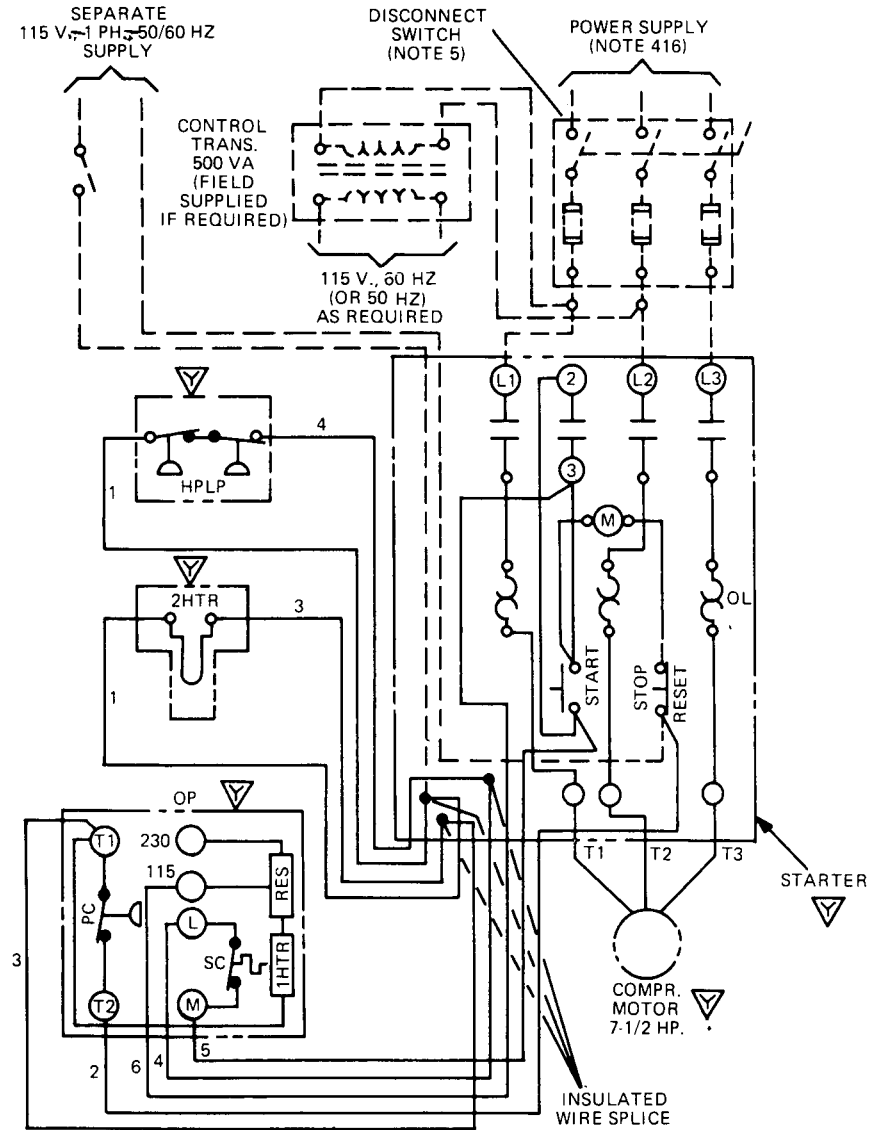 SEPARATE
115 V., 1 PH., 50/60 HZ
SUPPLY
DISCONNECT
SWITCH
(NOTE 5)
POWER SUPPLY
(NOTE 416)
CONTROL
TRANS.
500 VA
(FIELD
SUPPLIED
IF REQUIRED)
115 V., 60 HZ
(OR 50 HZ)
AS REQUIRED
L1
2
L2
L3
Y
4
3
HPLP
1
M
Y
2HTR
3
OL
START
STOP
RESET
1
Y
OP
T1
230
T1
T2
T3
RES
115
STARTER
Y
L
PC
3
SC
1HTR
T2
M
COMPR.
MOTOR
7-1/2 HP.
Y
2
6
4
5
INSULATED
WIRE SPLICE